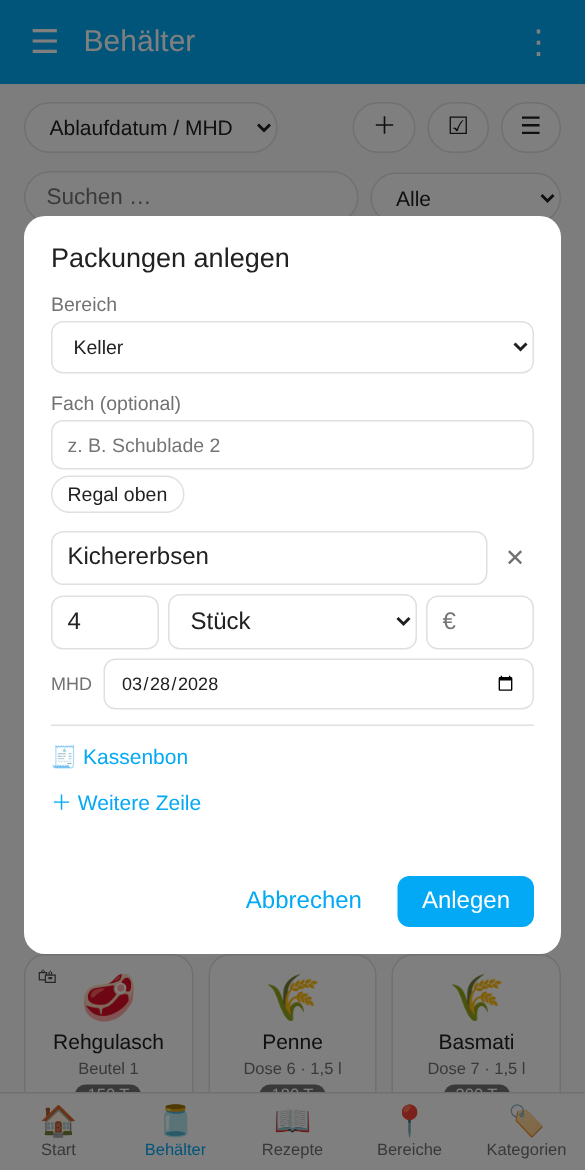 ☰ Behälter ⋮
Ablaufdatum / MHD + ☑ ☰
Suchen … Alle
Packungen anlegen
Bereich
Keller
Fach (optional)
z. B. Schublade 2
Regal oben
Kichererbsen ✕
4 Stück €
MHD 03/28/2028
🧾 Kassenbon
+ Weitere Zeile
Abbrechen Anlegen
Rehgulasch Penne Basmati
Beutel 1 Dose 6 · 1,5 l Dose 7 · 1,5 l
Start Behälter Rezepte Bereiche Kategorien